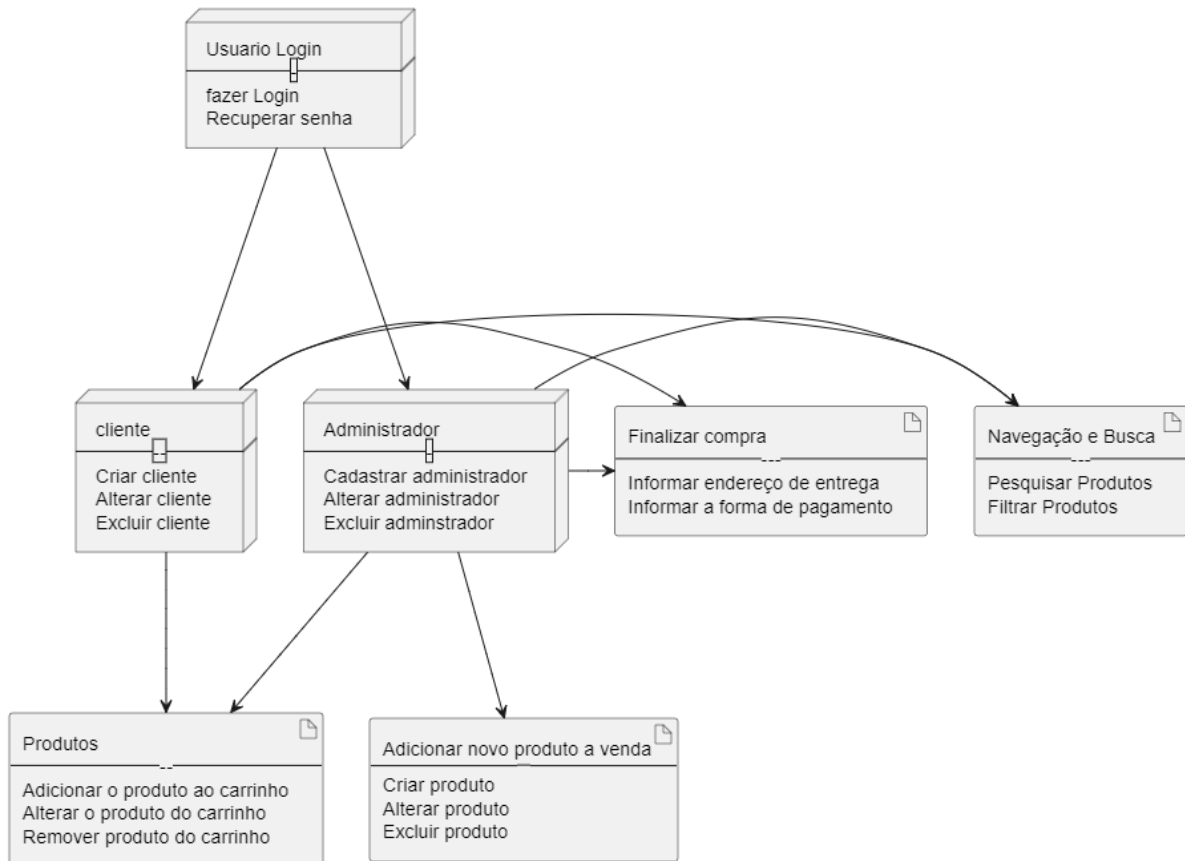 Usuario Login
fazer Login
Recuperar senha
cliente
Criar cliente
Alterar cliente
Excluir cliente
Administrador
Cadastrar administrador
Alterar administrador
Excluir adminstrador
Finalizar compra
Informar endereço de entrega
Informar a forma de pagamento
Navegação e Busca
Pesquisar Produtos
Filtrar Produtos
Produtos
Adicionar o produto ao carrinho
Alterar o produto do carrinho
Remover produto do carrinho
Adicionar novo produto a venda
Criar produto
Alterar produto
Excluir produto